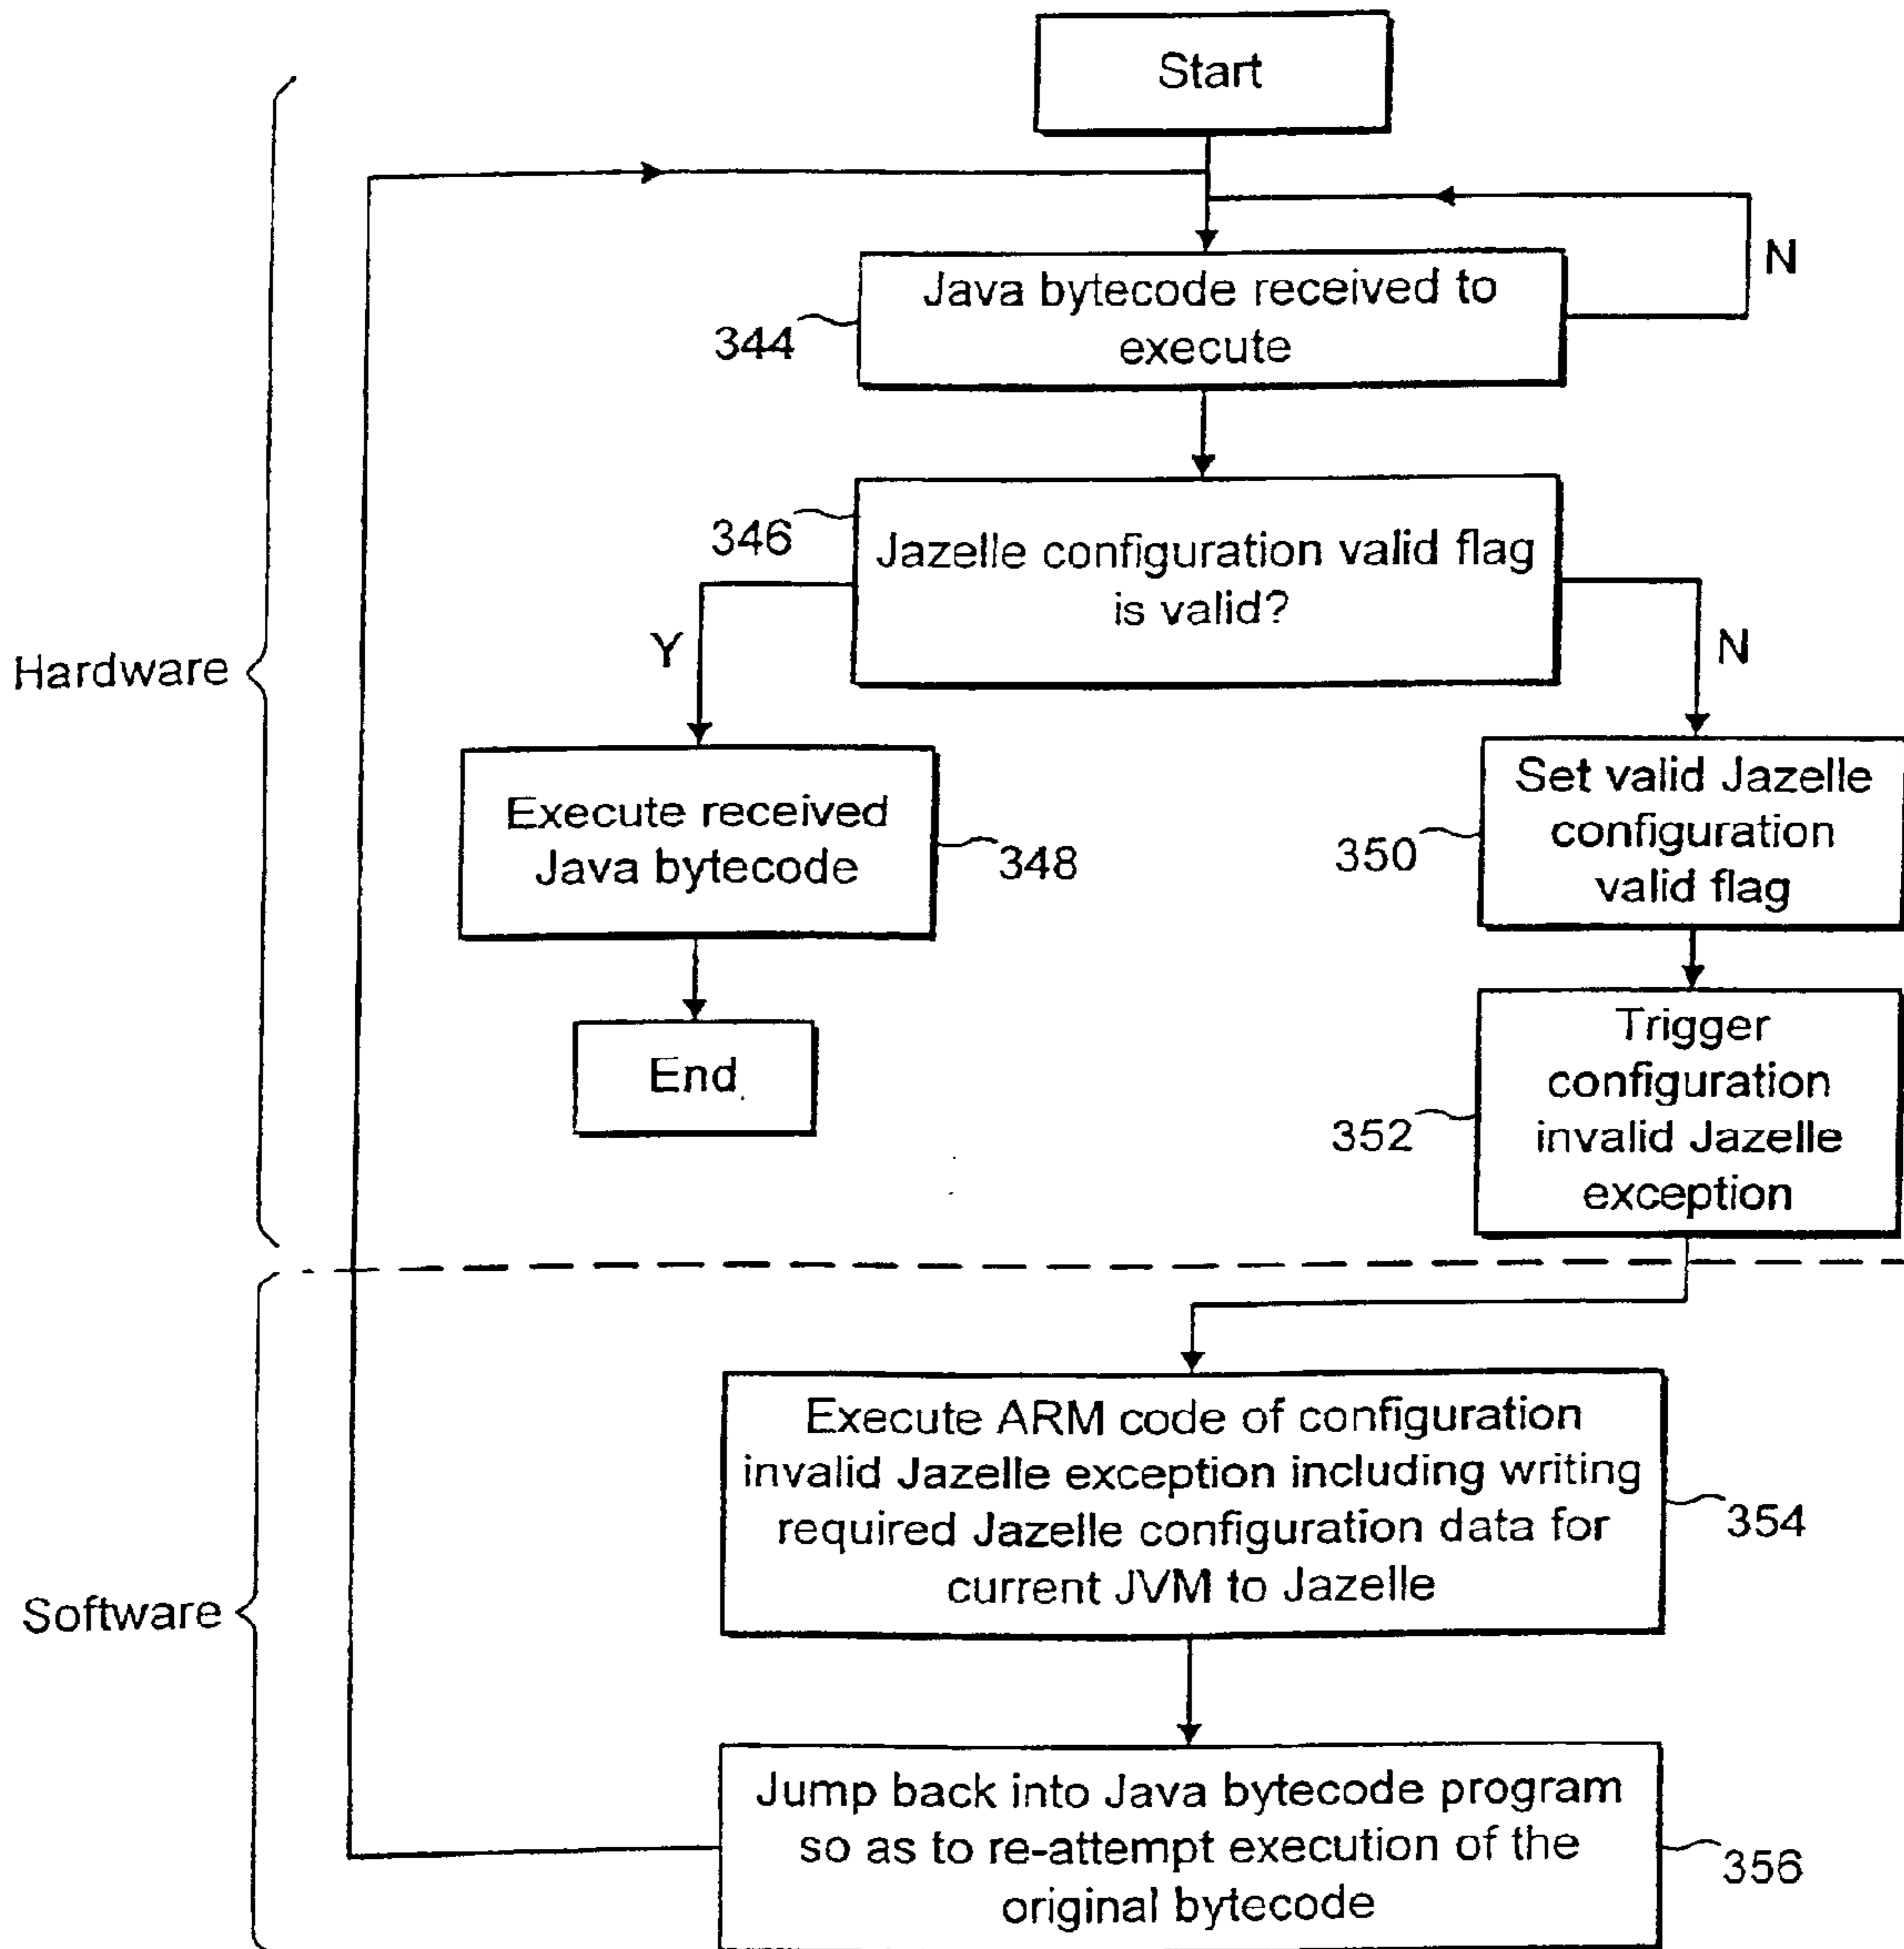 Start
N
Java bytecode received to
execute
344
346
Jazelle configuration valid flag
is valid?
Hardware
Y
N
Execute received
Java bytecode
348
Set valid Jazelle
configuration
valid flag
350
End
Trigger
configuration
invalid Jazelle
exception
352
Execute ARM code of configuration
invalid Jazelle exception including writing
required Jazelle configuration data for
current JVM to Jazelle
354
Software
Jump back into Java bytecode program
so as to re-attempt execution of the
original bytecode
356